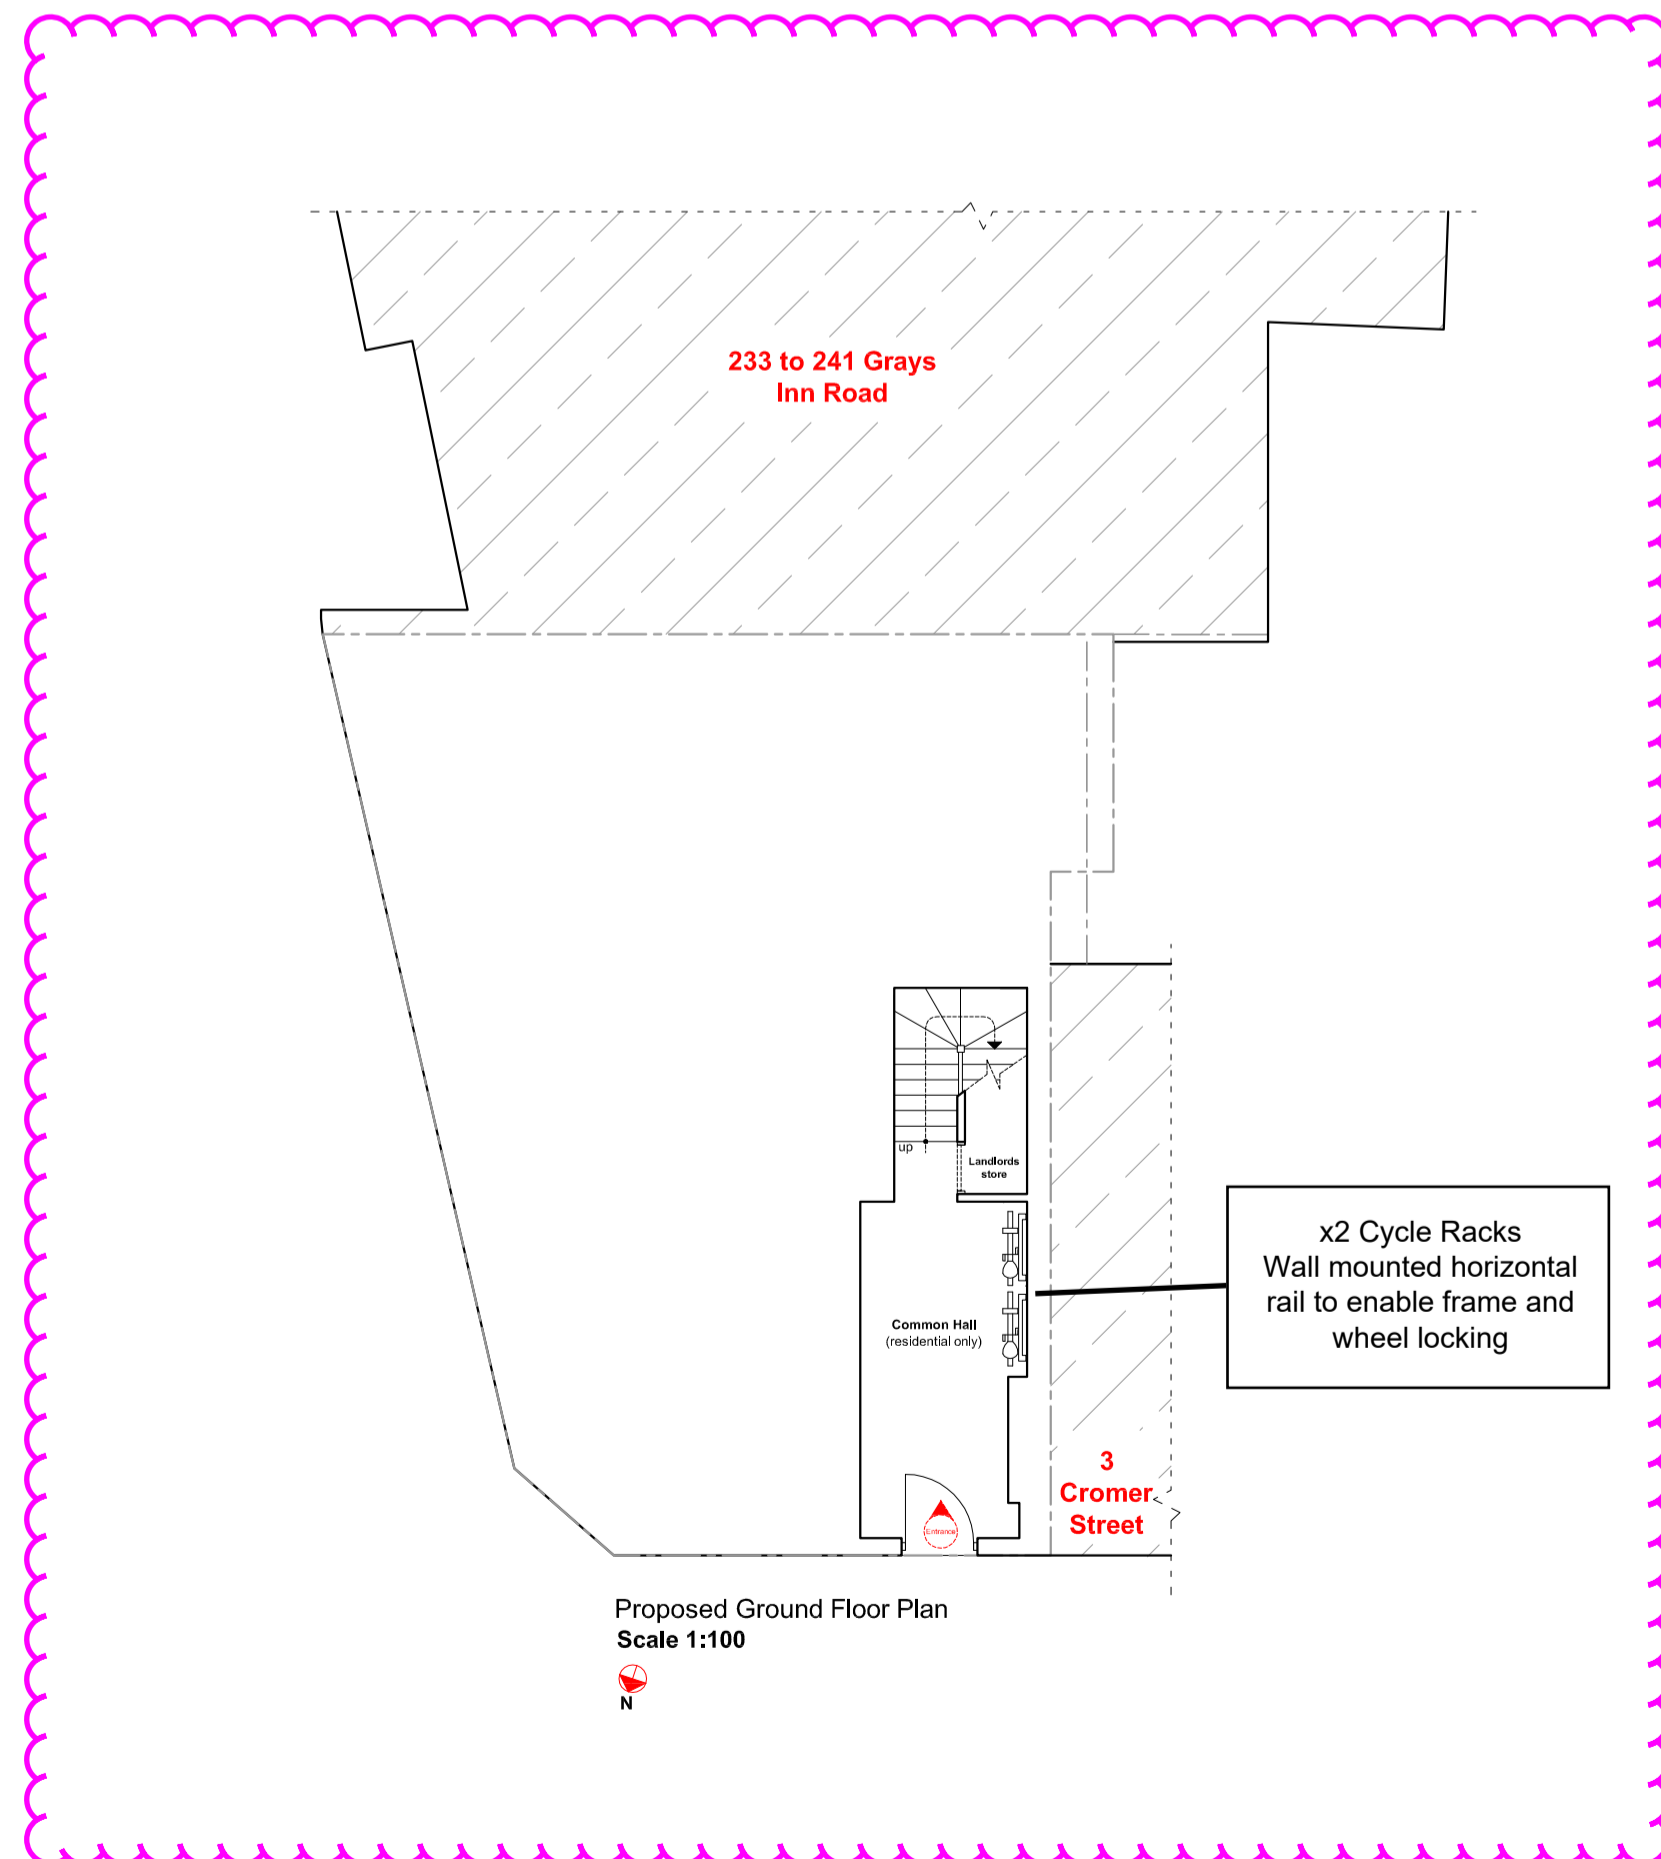 233 to 241 Grays
Inn Road
up
Landlords
store
x2 Cycle Racks
Wall mounted horizontal
rail to enable frame and
wheel locking
Common Hall
(residential only)
3
Cromer
Street
Entrance
Proposed Ground Floor Plan
Scale 1:100
N